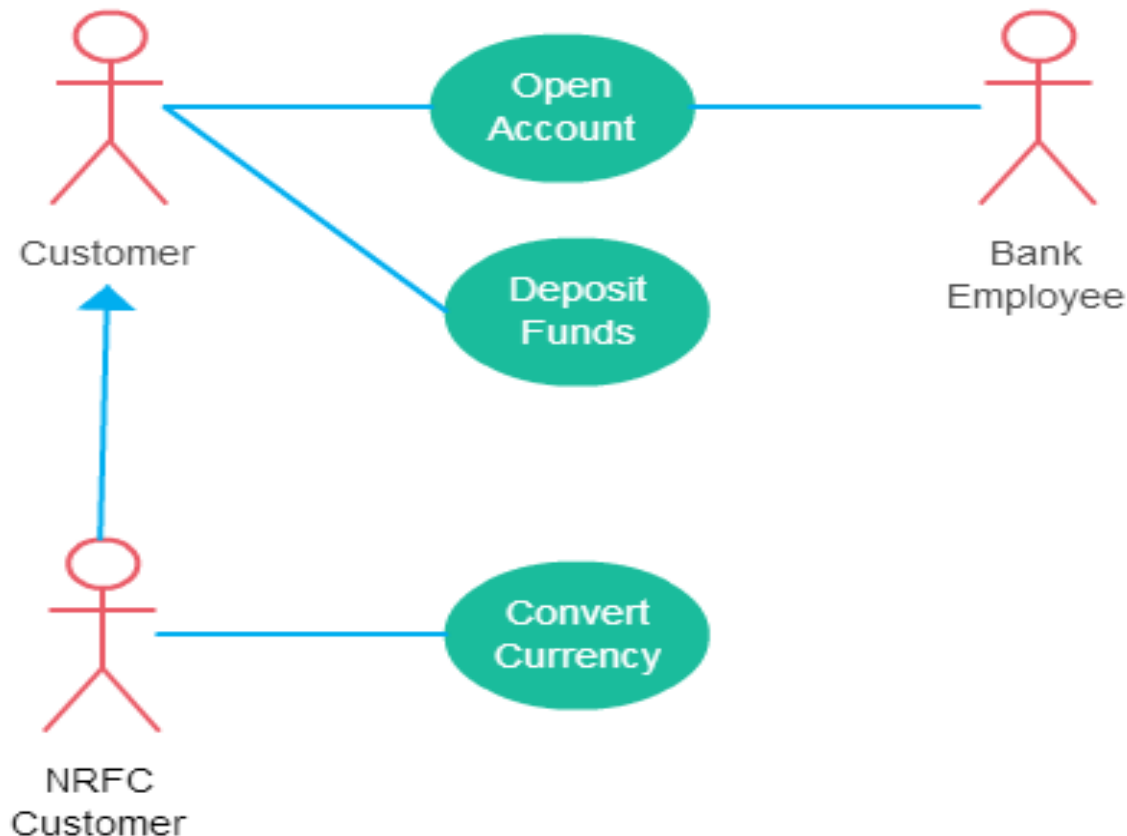 Open
Account
Customer
Bank
Employee
Deposit
Funds
Convert
Currency
NRFC
Customer